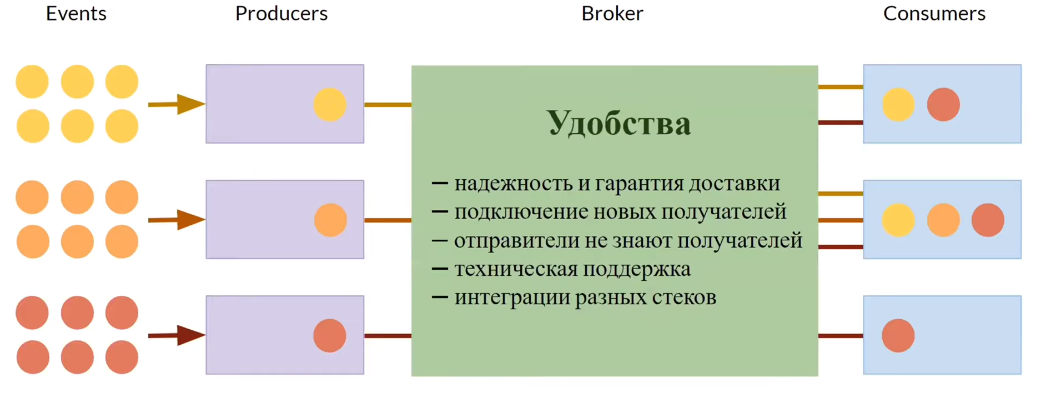 Events
Producers
Broker
Consumers
Удобства
– надежность и гарантия доставки
– подключение новых получателей
– отправители не знают получателей
– техническая поддержка
– интеграции разных стеков